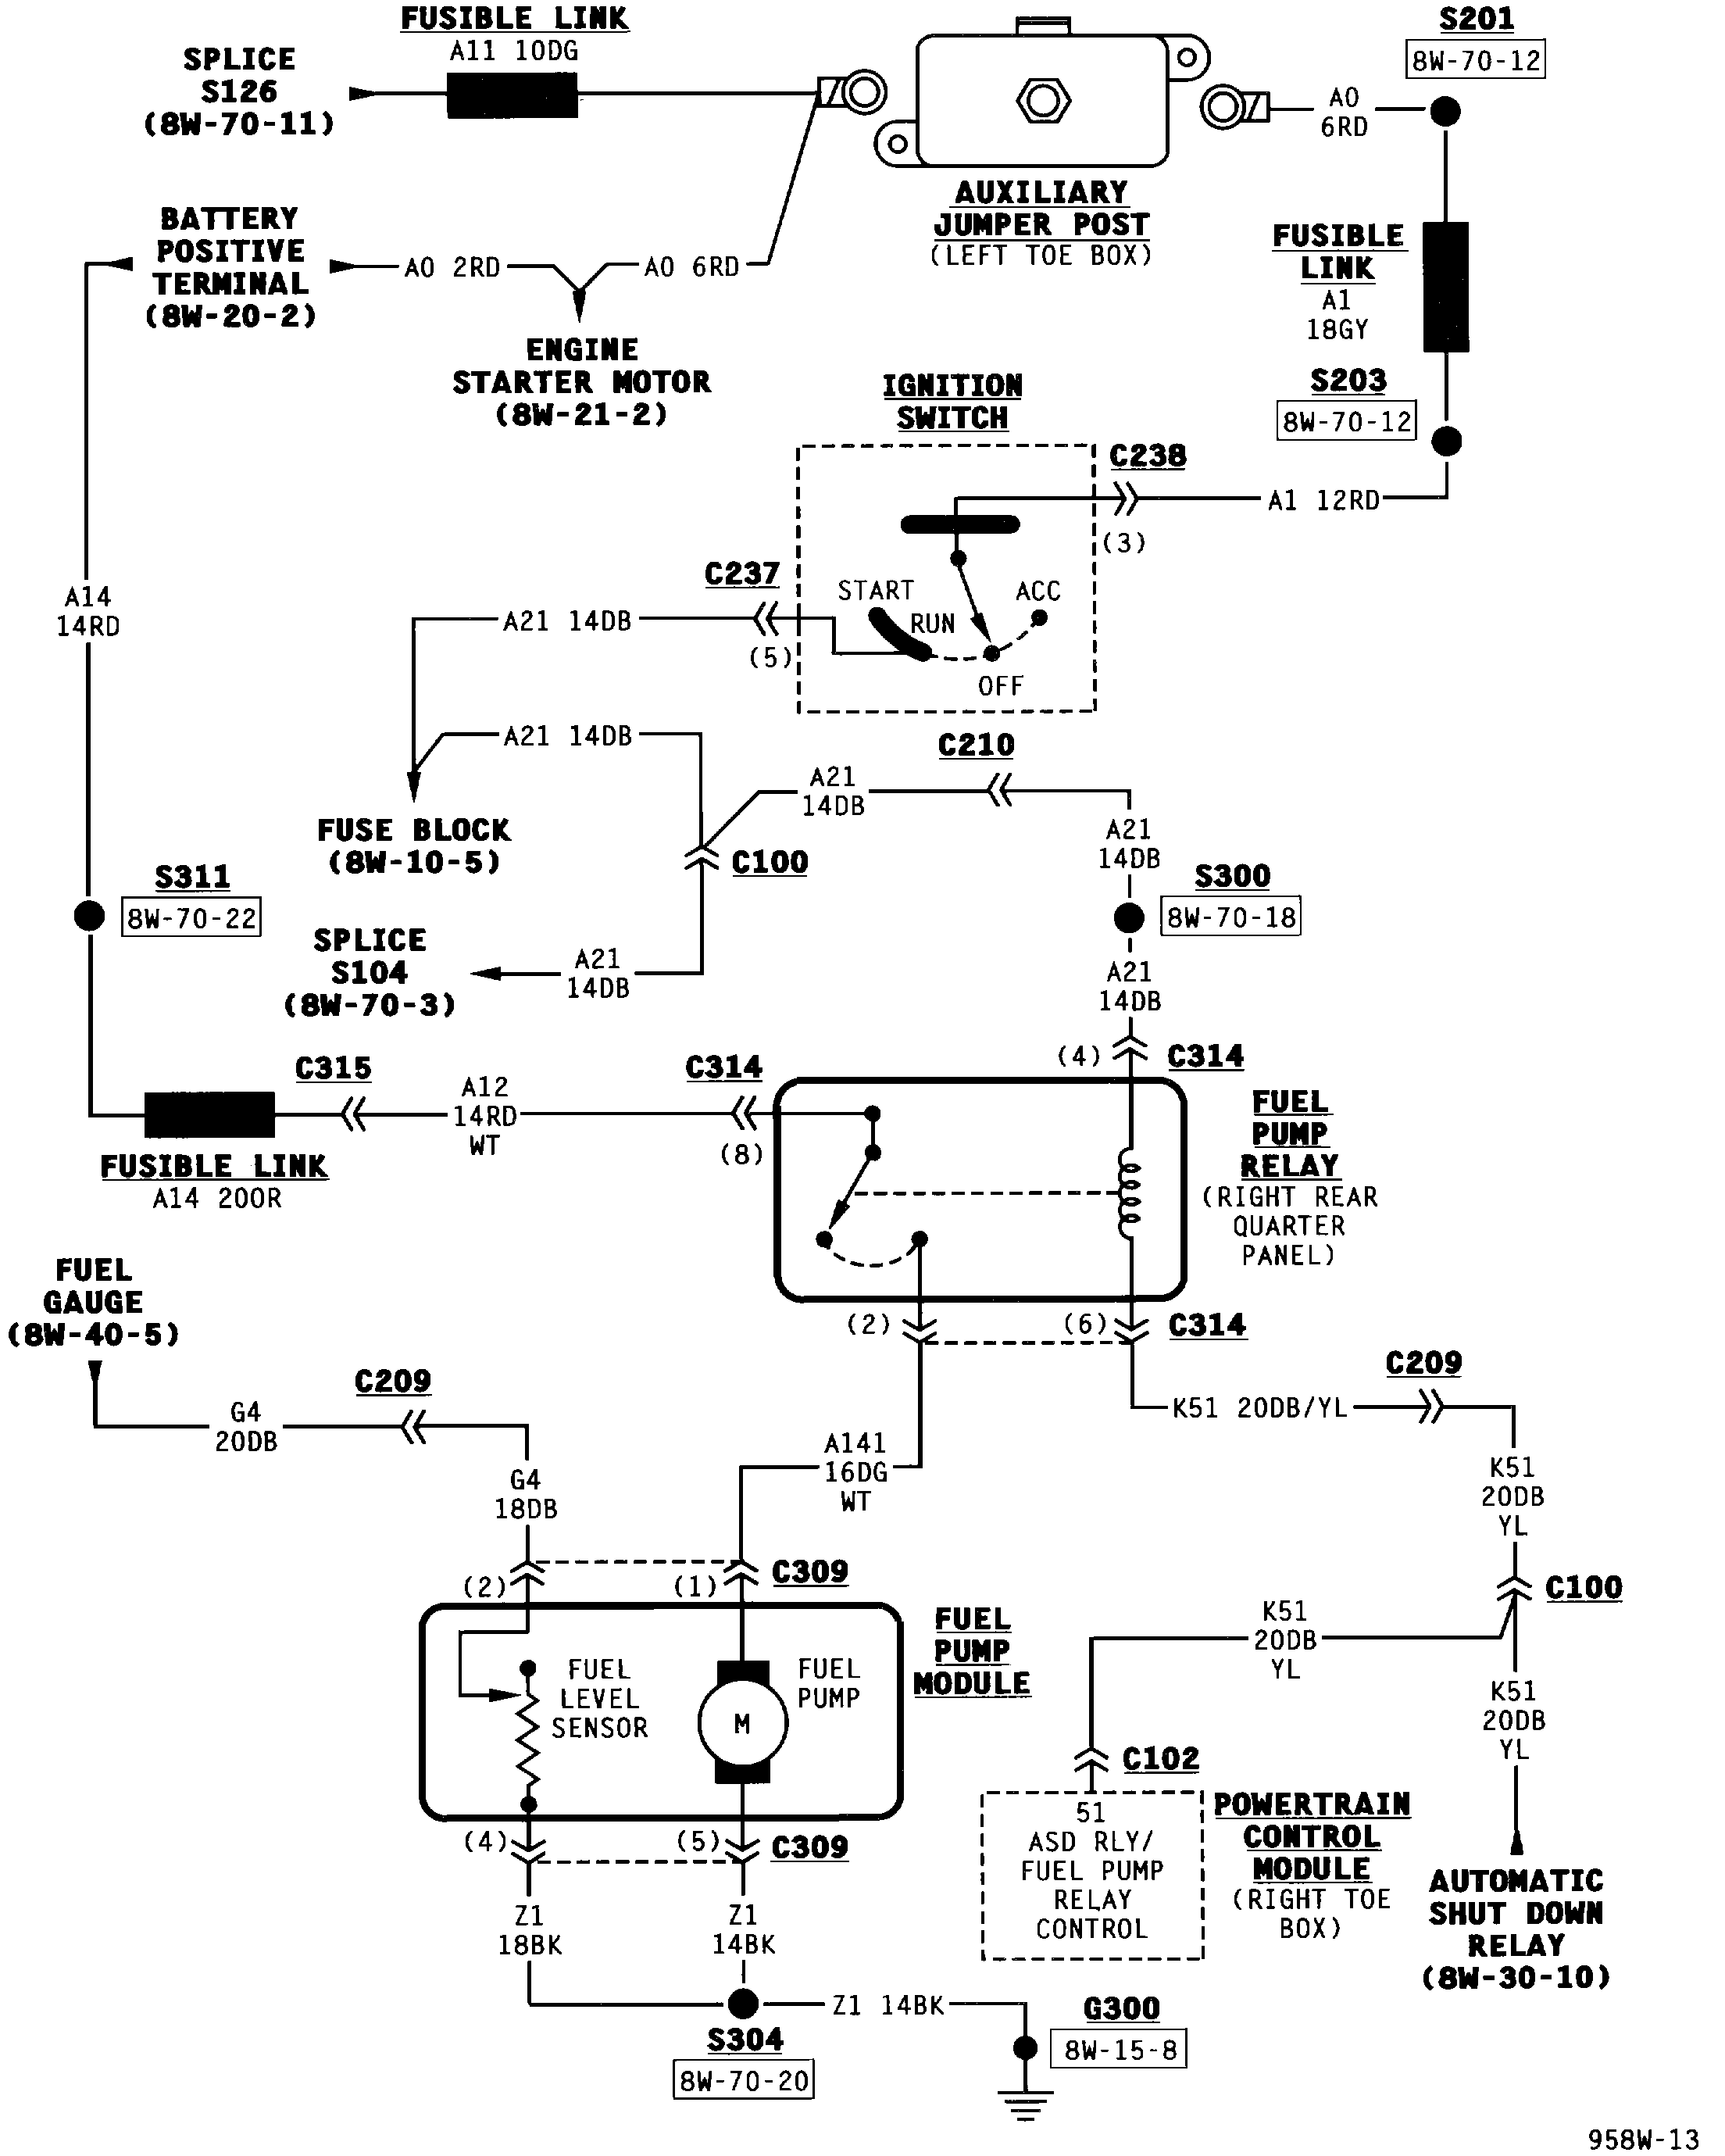 FUSIBLE LINK
A11 10DG
SPLICE
S126
(8W-70-11)
S201
8W-70-12
A0
6RD
AUXILIARY
JUMPER POST
(LEFT TOE BOX)
BATTERY
POSITIVE
TERMINAL
(8W-20-2)
A0 2RD
A0 6RD
ENGINE
STARTER MOTOR
(8W-21-2)
FUSIBLE
LINK
A1
18GY
S203
8W-70-12
IGNITION
SWITCH
C238
A1 12RD
(3)
C237
START
RUN
ACC
OFF
A21 14DB
(5)
A14
14RD
A21 14DB
C210
A21
14DB
A21
14DB
FUSE BLOCK
(8W-10-5)
C100
S311
8W-70-22
S300
8W-70-18
SPLICE
S104
(8W-70-3)
A21
14DB
A21
14DB
(4)
C314
C315
A12
14RD
WT
C314
(8)
FUSIBLE LINK
A14 20OR
FUEL
PUMP
RELAY
(RIGHT REAR
QUARTER
PANEL)
FUEL
GAUGE
(8W-40-5)
(2)
(6)
C314
C209
G4
20DB
C209
K51 20DB/YL
G4
18DB
A141
16DG
WT
K51
20DB
YL
(2)
(1)
C309
C100
FUEL
PUMP
MODULE
FUEL
LEVEL
SENSOR
FUEL
PUMP
M
K51
20DB
YL
K51
20DB
YL
C102
(4)
(5)
C309
51
ASD RLY/
FUEL PUMP
RELAY
CONTROL
POWERTRAIN
CONTROL
MODULE
(RIGHT TOE
BOX)
AUTOMATIC
SHUT DOWN
RELAY
(8W-30-10)
Z1
18BK
Z1
14BK
Z1 14BK
S304
8W-70-20
G300
8W-15-8
958W-13